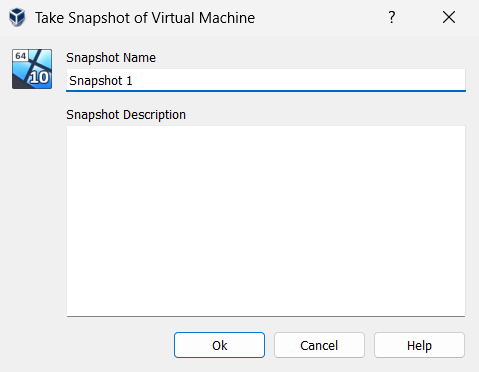 Take Snapshot of Virtual Machine
?
64
10
Snapshot Name
Snapshot 1
Snapshot Description
Ok Cancel Help